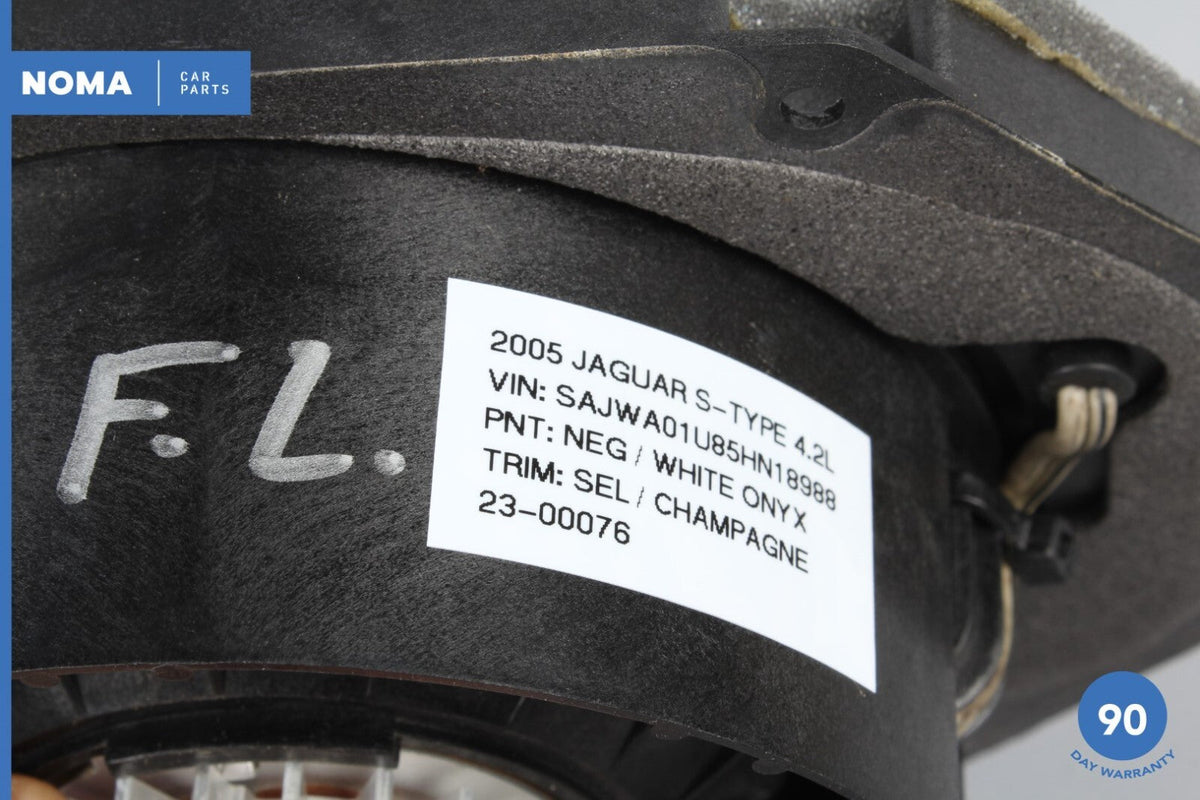 NOMA
CAR
PARTS
F.L.
2005 JAGUAR S-TYPE 4.2L
VIN: SAJWA01U85HN18988
PNT: NEG / WHITE ONYX
TRIM: SEL / CHAMPAGNE
23-00076
90
DAY WARRANTY